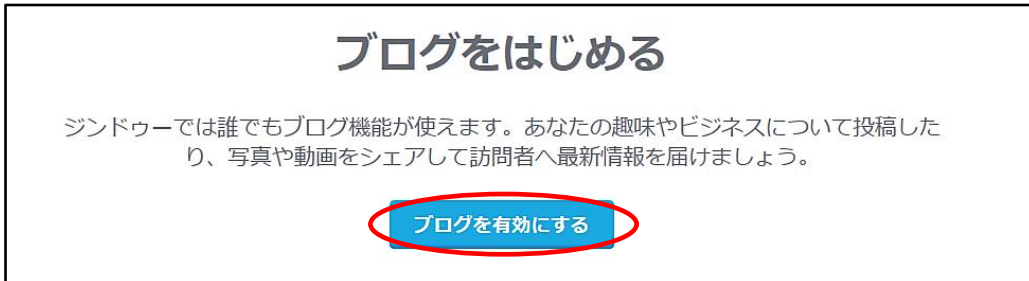 ブログをはじめる
ジンドゥーでは誰でもブログ機能が使えます。あなたの趣味やビジネスについて投稿した
り、写真や動画をシェアして訪問者へ最新情報を届けましょう。
ブログを有効にする